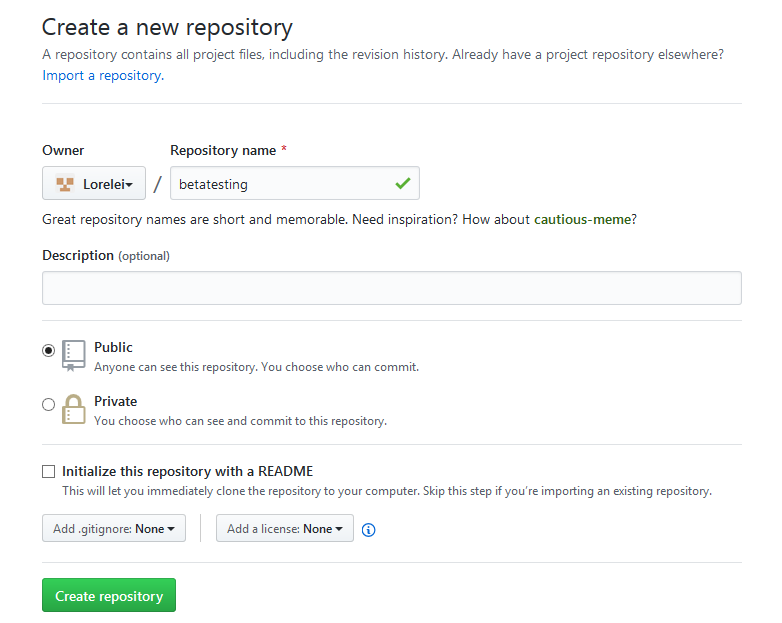 Create a new repository
A repository contains all project files, including the revision history. Already have a project repository elsewhere?
Import a repository.
Owner
Repository name *
Lorelei / betatesting
Great repository names are short and memorable. Need inspiration? How about cautious-meme?
Description (optional)
Public
Anyone can see this repository. You choose who can commit.
Private
You choose who can see and commit to this repository.
Initialize this repository with a README
This will let you immediately clone the repository to your computer. Skip this step if you're importing an existing repository.
Add .gitignore: None
Add a license: None
Create repository